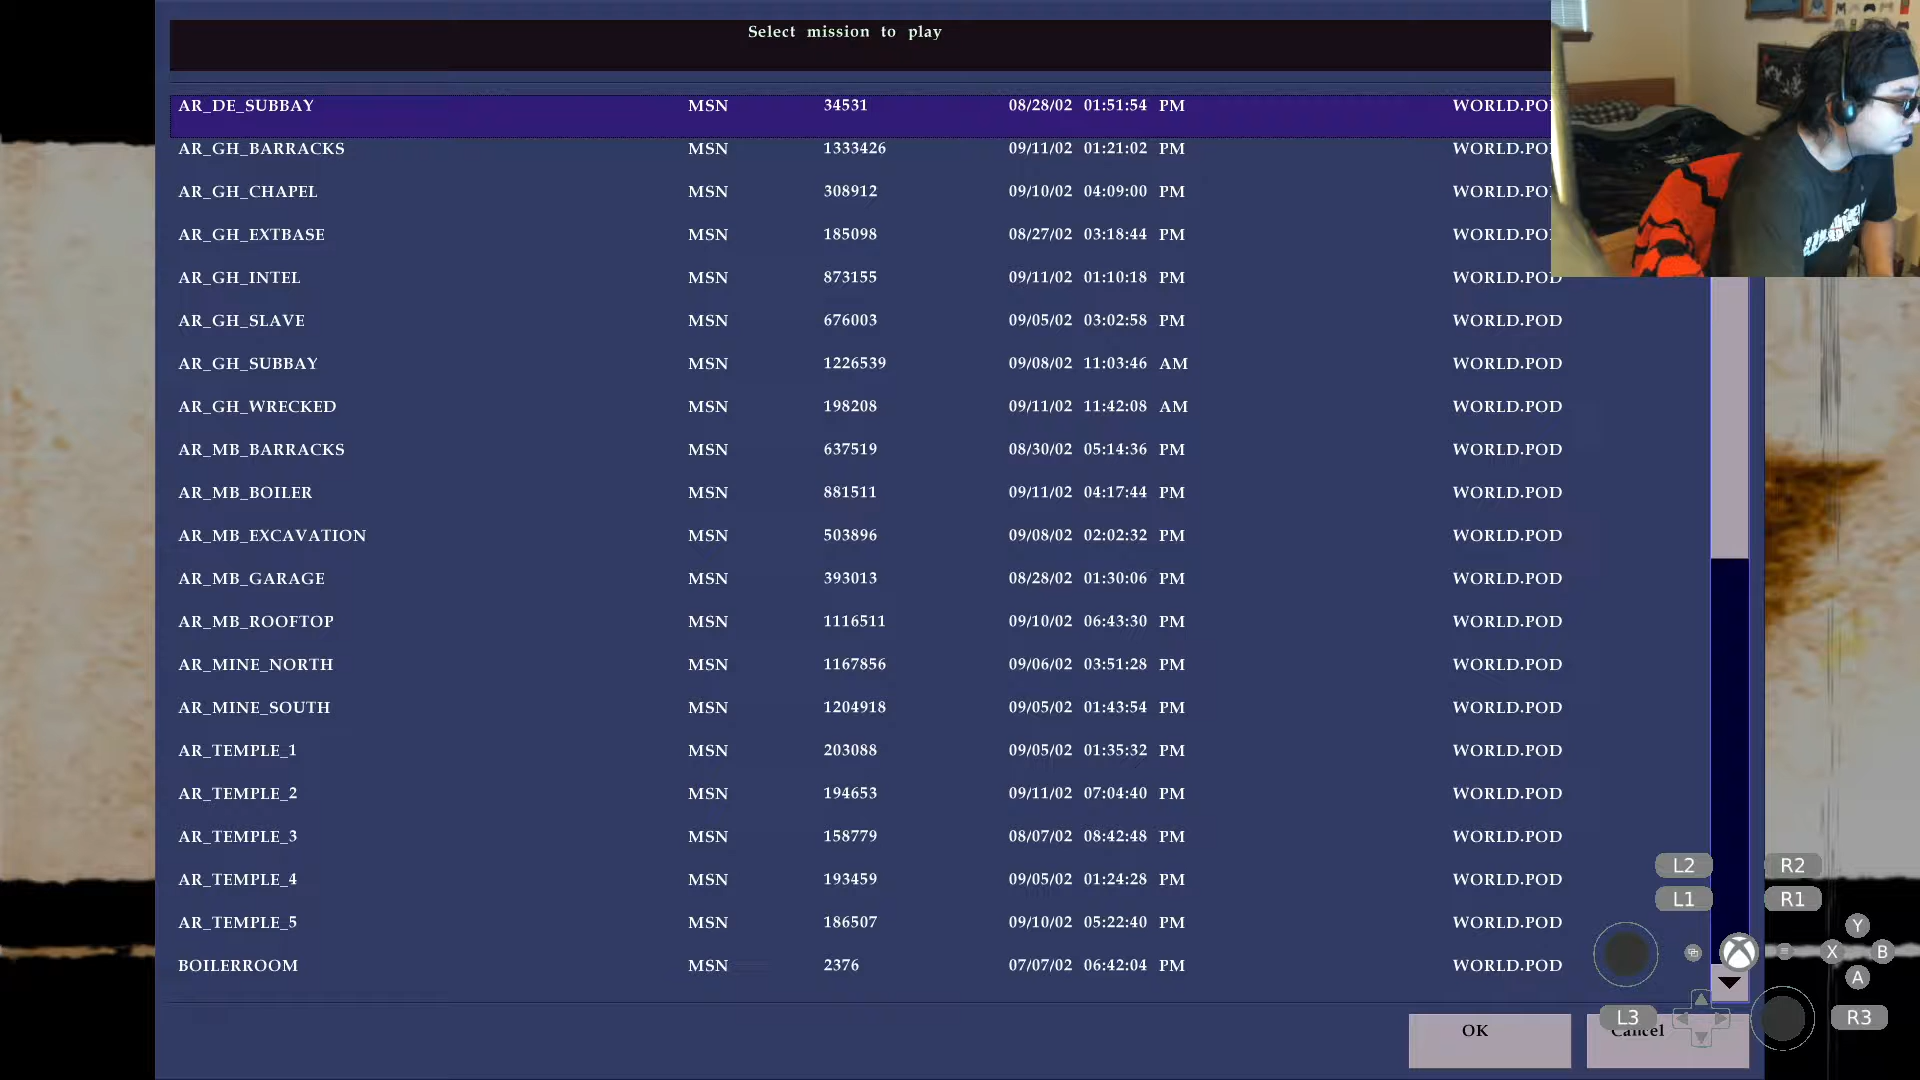 Select mission to play
AR_DE_SUBBAY MSN 34531 08/28/02 01:51:54 PM
AR_GH_BARRACKS MSN 1333426 09/11/02 01:21:02 PM
AR_GH_CHAPEL MSN 308912 09/10/02 04:09:00 PM
AR_GH_EXTBASE MSN 185098 08/27/02 03:18:44 PM
AR_GH_INTEL MSN 873155 09/11/02 01:10:18 PM WORLD.POD
AR_GH_SLAVE MSN 676003 09/05/02 03:02:58 PM WORLD.POD
AR_GH_SUBBAY MSN 1226539 09/08/02 11:03:46 AM WORLD.POD
AR_GH_WRECKED MSN 198208 09/11/02 11:42:08 AM WORLD.POD
AR_MB_BARRACKS MSN 637519 08/30/02 05:14:36 PM WORLD.POD
AR_MB_BOILER MSN 881511 09/11/02 04:17:44 PM WORLD.POD
AR_MB_EXCAVATION MSN 503896 09/08/02 02:02:32 PM WORLD.POD
AR_MB_GARAGE MSN 393013 08/28/02 01:30:06 PM WORLD.POD
AR_MB_ROOFTOP MSN 1116511 09/10/02 06:43:30 PM WORLD.POD
AR_MINE_NORTH MSN 1167856 09/06/02 03:51:28 PM WORLD.POD
AR_MINE_SOUTH MSN 1204918 09/05/02 01:43:54 PM WORLD.POD
AR_TEMPLE_1 MSN 203088 09/05/02 01:35:32 PM WORLD.POD
AR_TEMPLE_2 MSN 194653 09/11/02 07:04:40 PM WORLD.POD
AR_TEMPLE_3 MSN 158779 08/07/02 08:42:48 PM WORLD.POD
AR_TEMPLE_4 MSN 193459 09/05/02 01:24:28 PM WORLD.POD
AR_TEMPLE_5 MSN 186507 09/10/02 05:22:40 PM WORLD.POD
BOILERROOM MSN 2376 07/07/02 06:42:04 PM WORLD.POD
OK Cancel
L2 R2
L1 R1
Y
X B
A
L3 R3